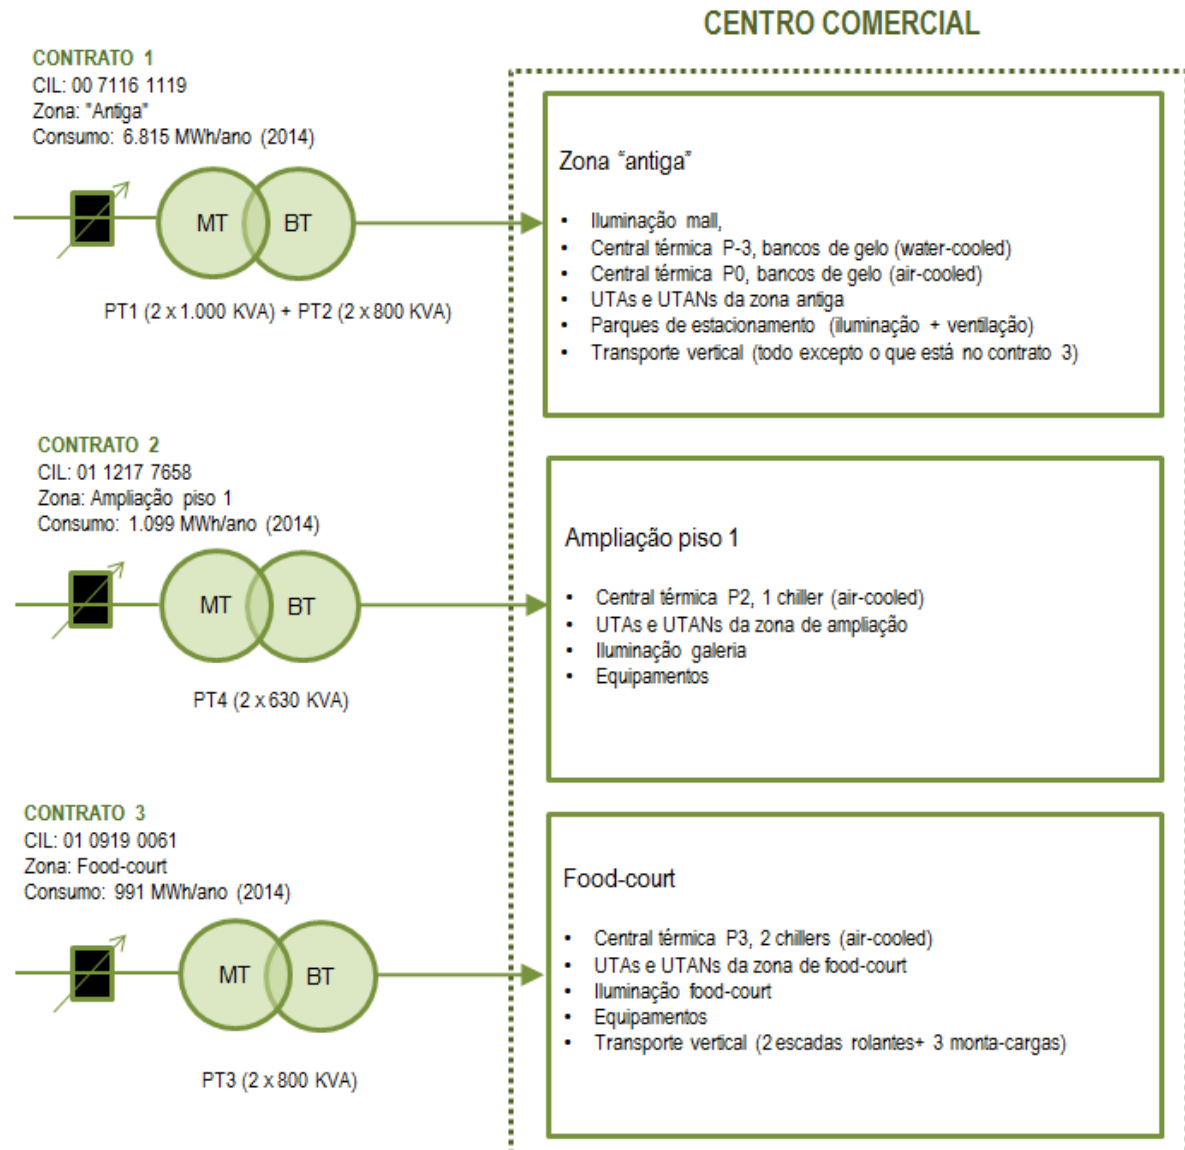 CENTRO COMERCIAL
CONTRATO 1
CIL: 00 7116 1119
Zona: "Antiga"
Consumo: 6.815 MWh/ano (2014)
MT
BT
PT1 (2 x 1.000 KVA) + PT2 (2 x 800 KVA)
Zona “antiga”
• Iluminação mall,
• Central térmica P-3, bancos de gelo (water-cooled)
• Central térmica P0, bancos de gelo (air-cooled)
• UTAs e UTANs da zona antiga
• Parques de estacionamento (iluminação + ventilação)
• Transporte vertical (todo excepto o que está no contrato 3)
CONTRATO 2
CIL: 01 1217 7658
Zona: Ampliação piso 1
Consumo: 1.099 MWh/ano (2014)
MT
BT
PT4 (2 x 630 KVA)
Ampliação piso 1
• Central térmica P2, 1 chiller (air-cooled)
• UTAs e UTANs da zona de ampliação
• Iluminação galeria
• Equipamentos
CONTRATO 3
CIL: 01 0919 0061
Zona: Food-court
Consumo: 991 MWh/ano (2014)
MT
BT
PT3 (2 x 800 KVA)
Food-court
• Central térmica P3, 2 chillers (air-cooled)
• UTAs e UTANs da zona de food-court
• Iluminação food-court
• Equipamentos
• Transporte vertical (2 escadas rolantes+ 3 monta-cargas)